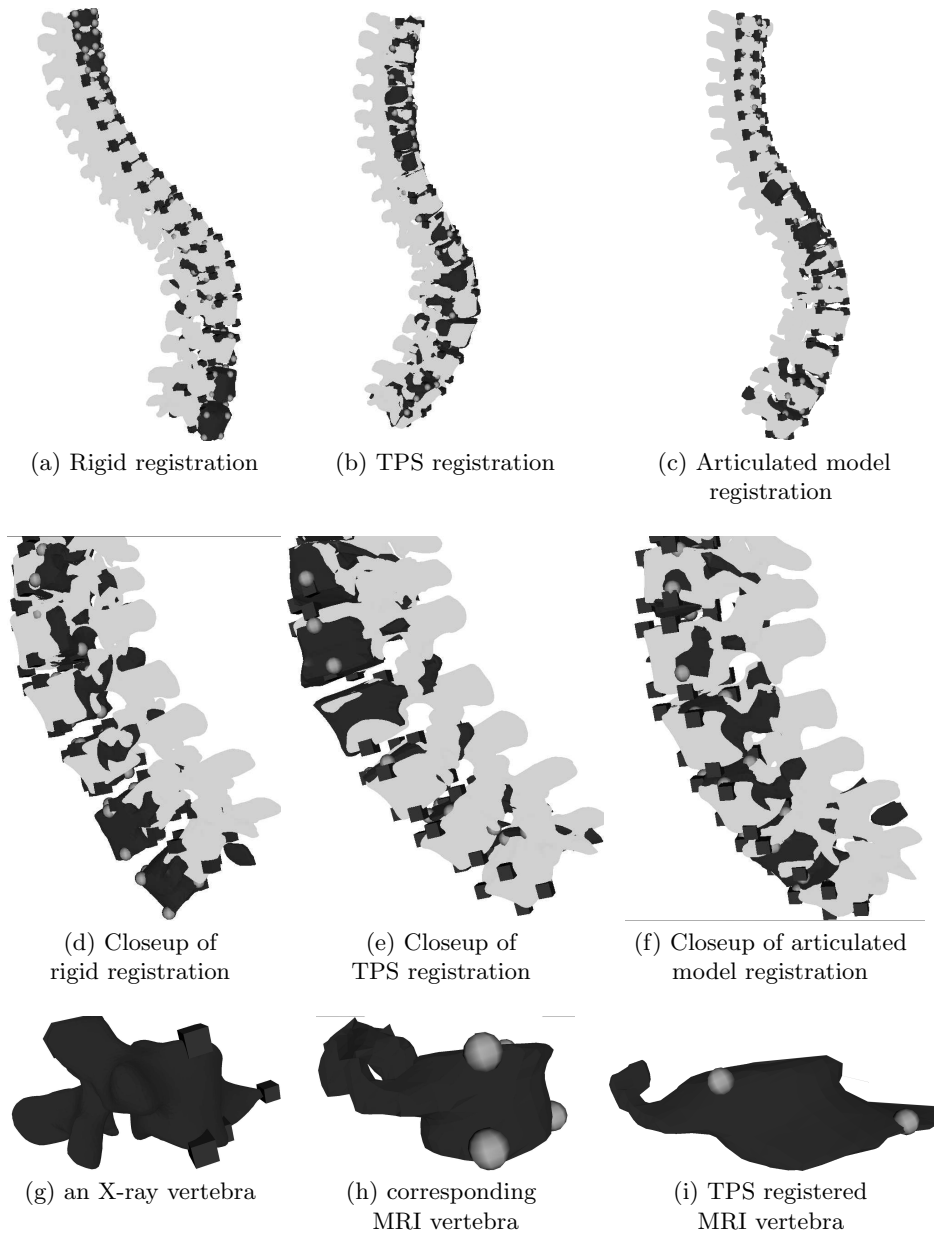 (a) Rigid registration
(b) TPS registration
(c) Articulated model
registration
(d) Closeup of
rigid registration
(e) Closeup of
TPS registration
(f) Closeup of articulated
model registration
(g) an X-ray vertebra
(h) corresponding
MRI vertebra
(i) TPS registered
MRI vertebra